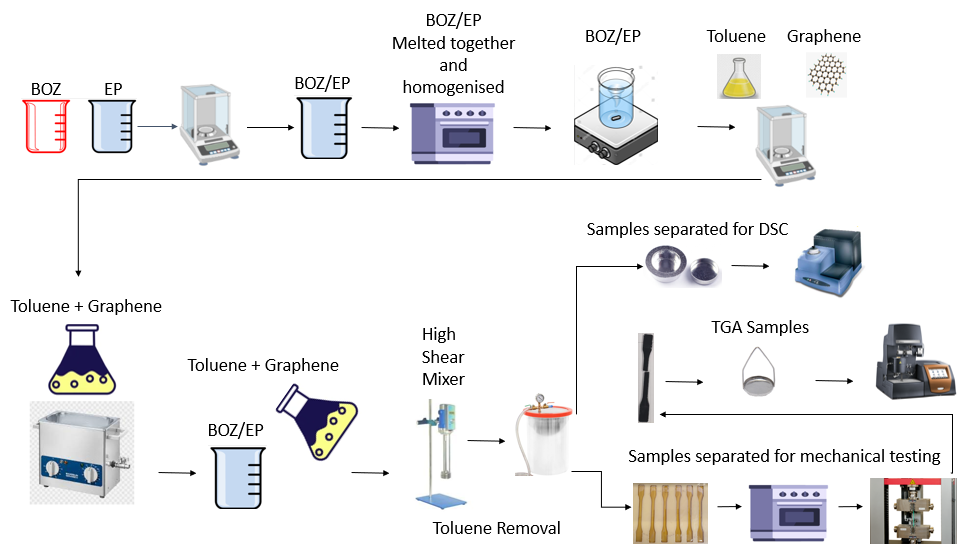 BOZ/EP
Melted together
and
homogenised
BOZ/EP
Toluene
Graphene
BOZ
EP
BOZ/EP
Toluene + Graphene
Toluene + Graphene
BOZ/EP
High
Shear
Mixer
Toluene Removal
Samples separated for DSC
TGA Samples
Samples separated for mechanical testing